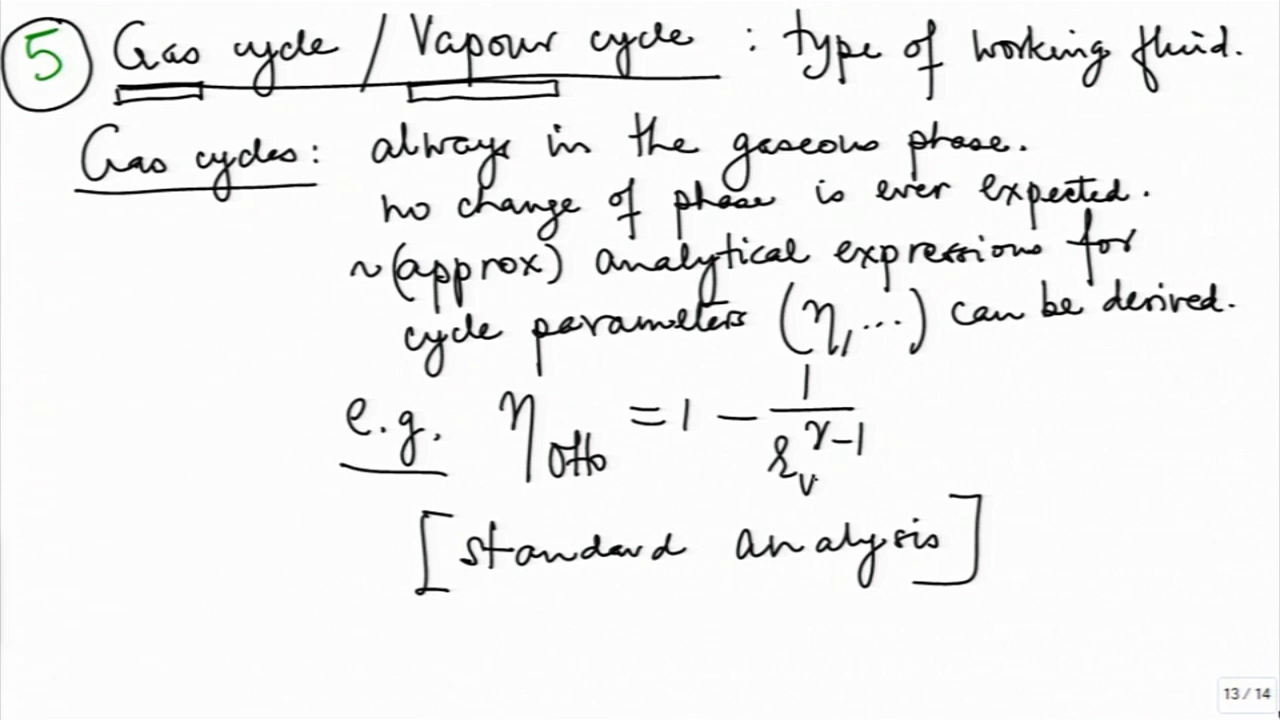 5 Gas cycle / Vapour cycle : type of working fluid.
Gas cycles: always in the gaseous phase.
no change of phase is ever expected.
~(approx) analytical expressions for
cycle parameters (η, ...) can be derived.
e.g. η_Otto = 1 - 1/r_v^(γ-1)
[standard analysis]
13 / 14